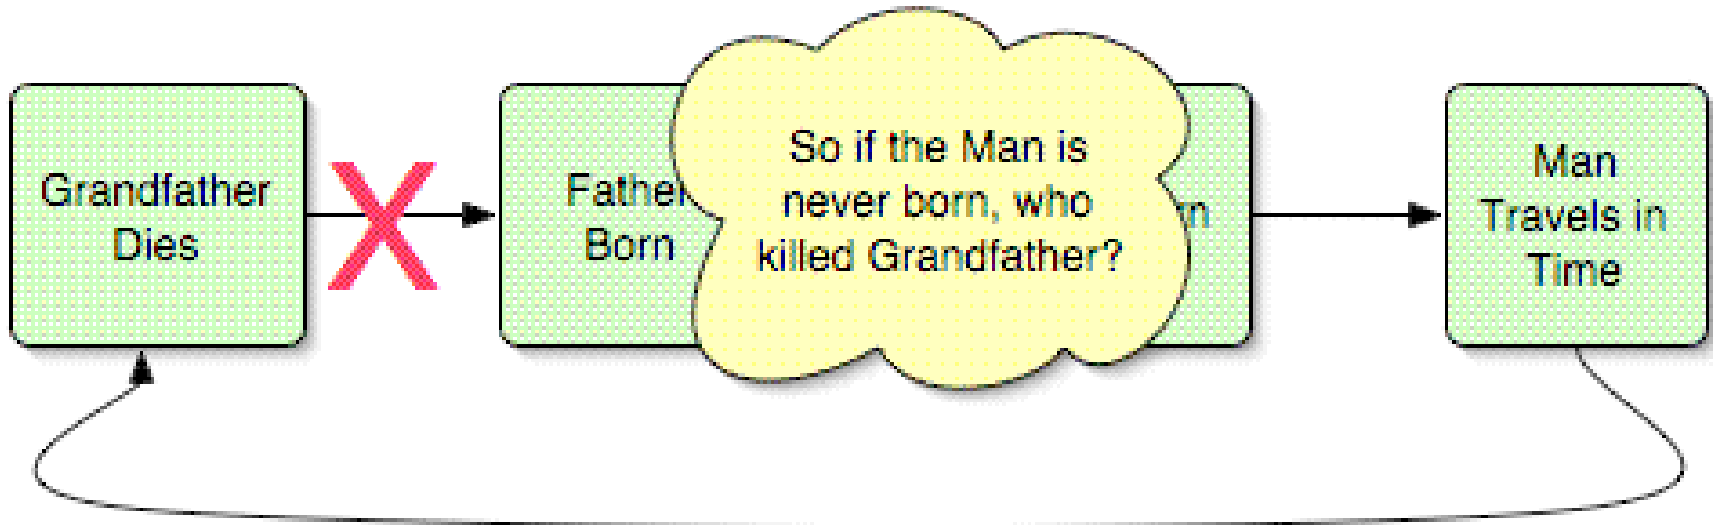 Grandfather
Dies
Father
Born
So if the Man is
never born, who
killed Grandfather?
Man
Travels in
Time